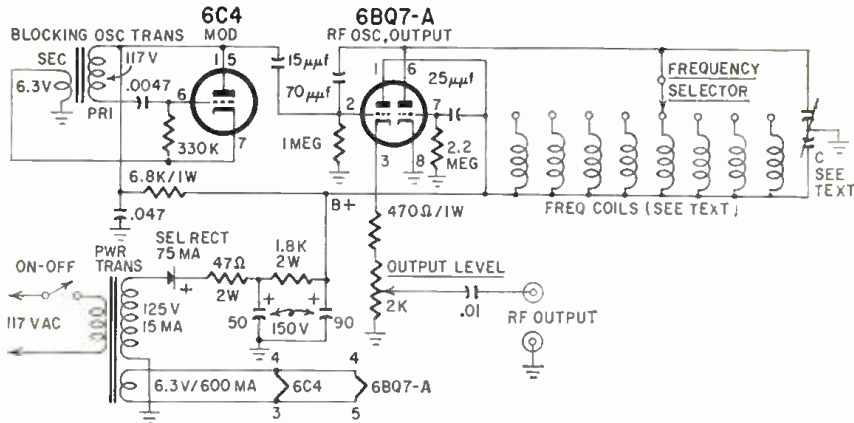 6C4
MOD
6BQ7-A
RF OSC, OUTPUT
BLOCKING OSC TRANS
SEC
117V
6.3V
PRI
.0047
1 5
6
7
330K
15μμf
70μμf
1 6
2
7
3
8
25μμf
1 MEG
2.2
MEG
FREQUENCY
SELECTOR
C
SEE
TEXT
FREQ COILS (SEE TEXT)
6.8K/1W
.047
B+
470Ω/1W
PWR
TRANS
SEL RECT
75 MA
+
47Ω
2W
1.8K
2W
ON-OFF
117 VAC
125V
15 MA
+
+
50
150V
90
OUTPUT LEVEL
2K
.01
RF OUTPUT
6.3V/600 MA
4
6C4
3
4
6BQ7-A
5